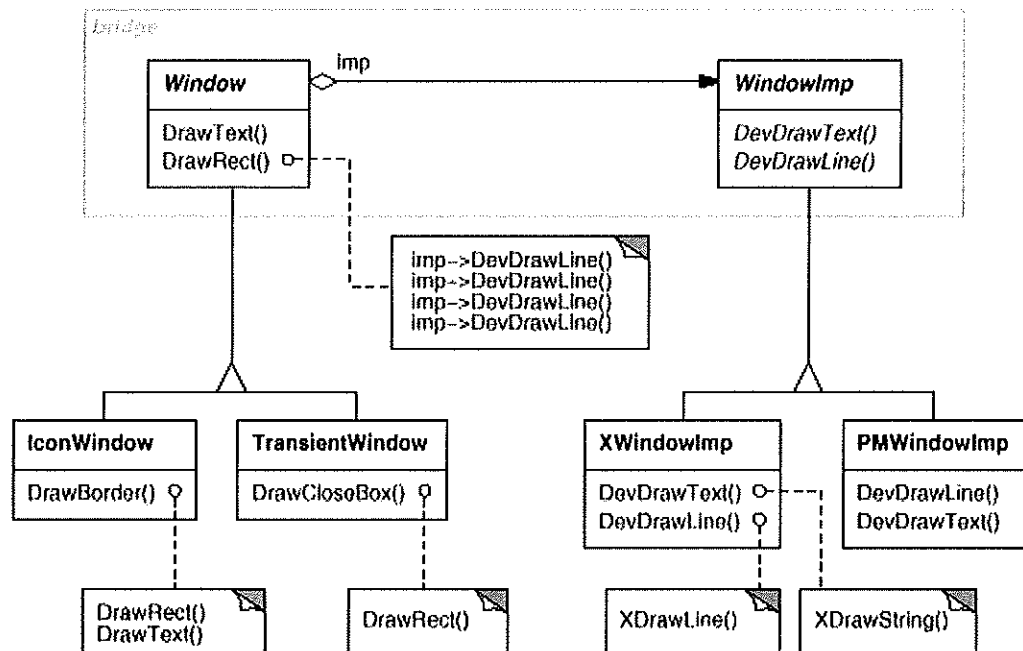 bridge
imp
Window
DrawText()
DrawRect()
WindowImp
DevDrawText()
DevDrawLine()
imp->DevDrawLine()
imp->DevDrawLine()
imp->DevDrawLine()
imp->DevDrawLine()
IconWindow
DrawBorder()
TransientWindow
DrawCloseBox()
XWindowImp
DevDrawText()
DevDrawLine()
PMWindowImp
DevDrawLine()
DevDrawText()
DrawRect()
DrawText()
DrawRect()
XDrawLine()
XDrawString()